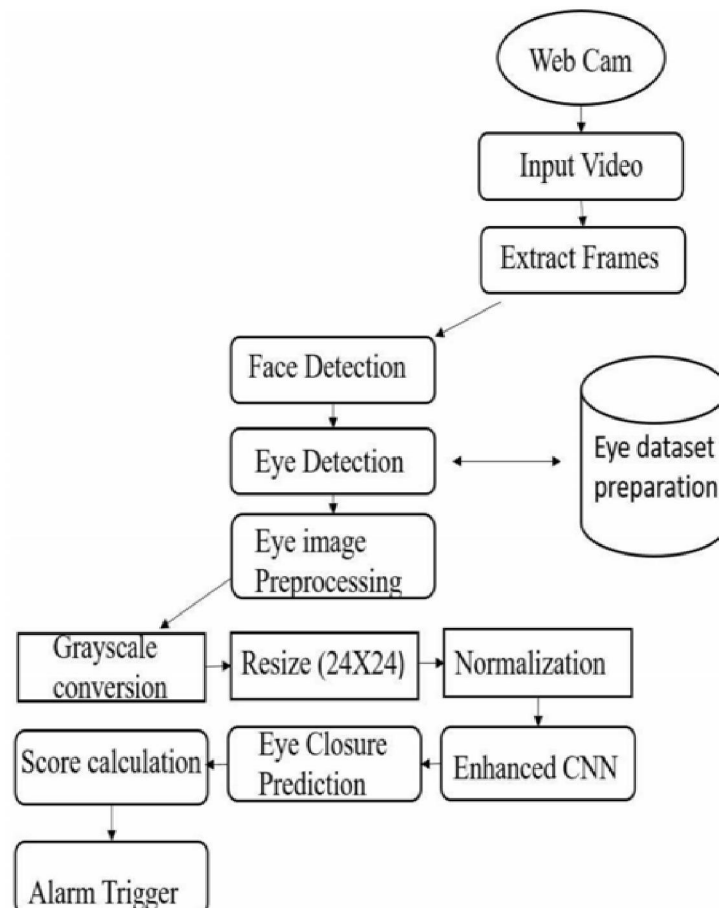 Web Cam
Input Video
Extract Frames
Face Detection
Eye Detection
Eye dataset
preparation
Eye image
Preprocessing
Grayscale
conversion
Resize (24X24)
Normalization
Enhanced CNN
Eye Closure
Prediction
Score calculation
Alarm Trigger